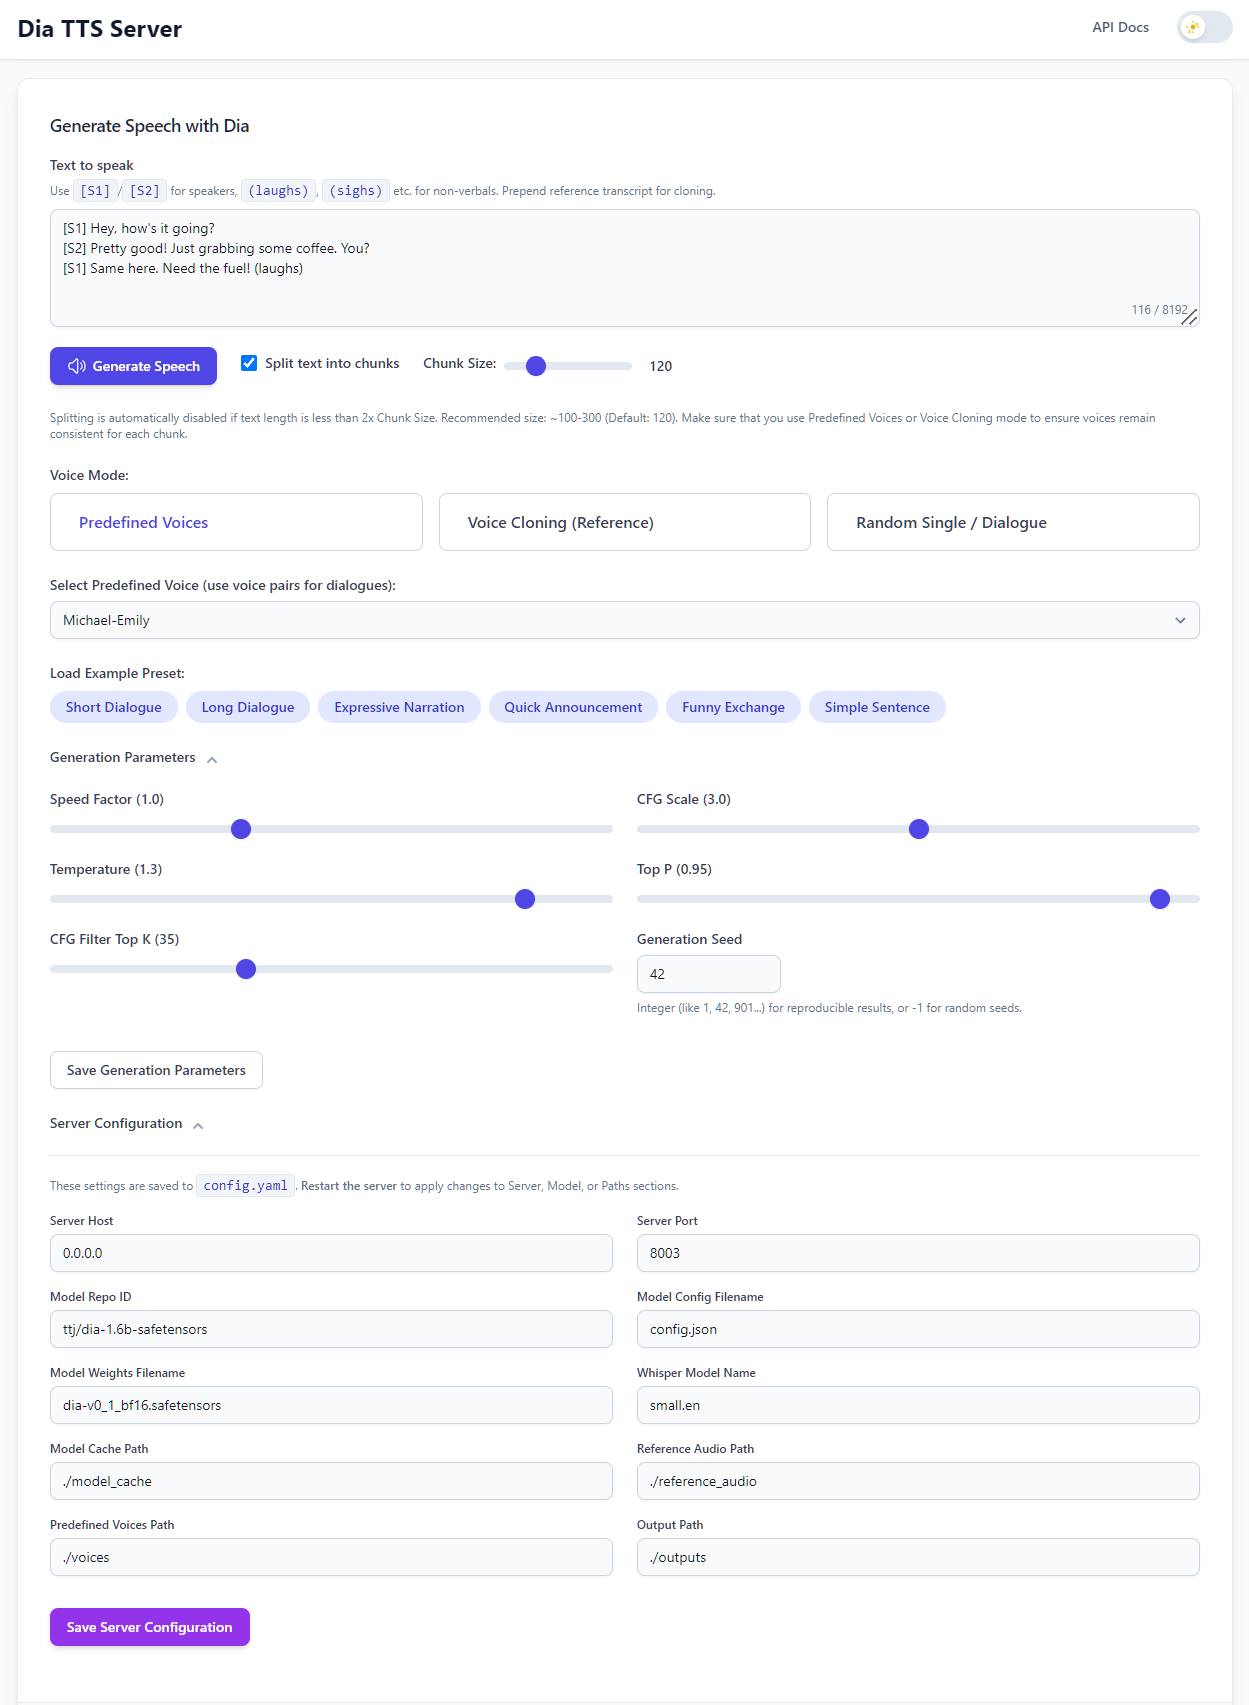 Dia TTS Server
API Docs
Generate Speech with Dia
Text to speak
Use [S1] / [S2] for speakers, (laughs), (sighs) etc. for non-verbals. Prepend reference transcript for cloning.
[S1] Hey, how's it going?
[S2] Pretty good! Just grabbing some coffee. You?
[S1] Same here. Need the fuel! (laughs)
116 / 8192
Generate Speech
Split text into chunks
Chunk Size:
120
Splitting is automatically disabled if text length is less than 2x Chunk Size. Recommended size: ~100-300 (Default: 120). Make sure that you use Predefined Voices or Voice Cloning mode to ensure voices remain
consistent for each chunk.
Voice Mode:
Predefined Voices
Voice Cloning (Reference)
Random Single / Dialogue
Select Predefined Voice (use voice pairs for dialogues):
Michael-Emily
Load Example Preset:
Short Dialogue
Long Dialogue
Expressive Narration
Quick Announcement
Funny Exchange
Simple Sentence
Generation Parameters
Speed Factor (1.0)
CFG Scale (3.0)
Temperature (1.3)
Top P (0.95)
CFG Filter Top K (35)
Generation Seed
42
Integer (like 1, 42, 901...) for reproducible results, or -1 for random seeds.
Save Generation Parameters
Server Configuration
These settings are saved to config.yaml. Restart the server to apply changes to Server, Model, or Paths sections.
Server Host
Server Port
0.0.0.0
8003
Model Repo ID
Model Config Filename
ttj/dia-1.6b-safetensors
config.json
Model Weights Filename
Whisper Model Name
dia-v0_1_bf16.safetensors
small.en
Model Cache Path
Reference Audio Path
./model_cache
./reference_audio
Predefined Voices Path
Output Path
./voices
./outputs
Save Server Configuration